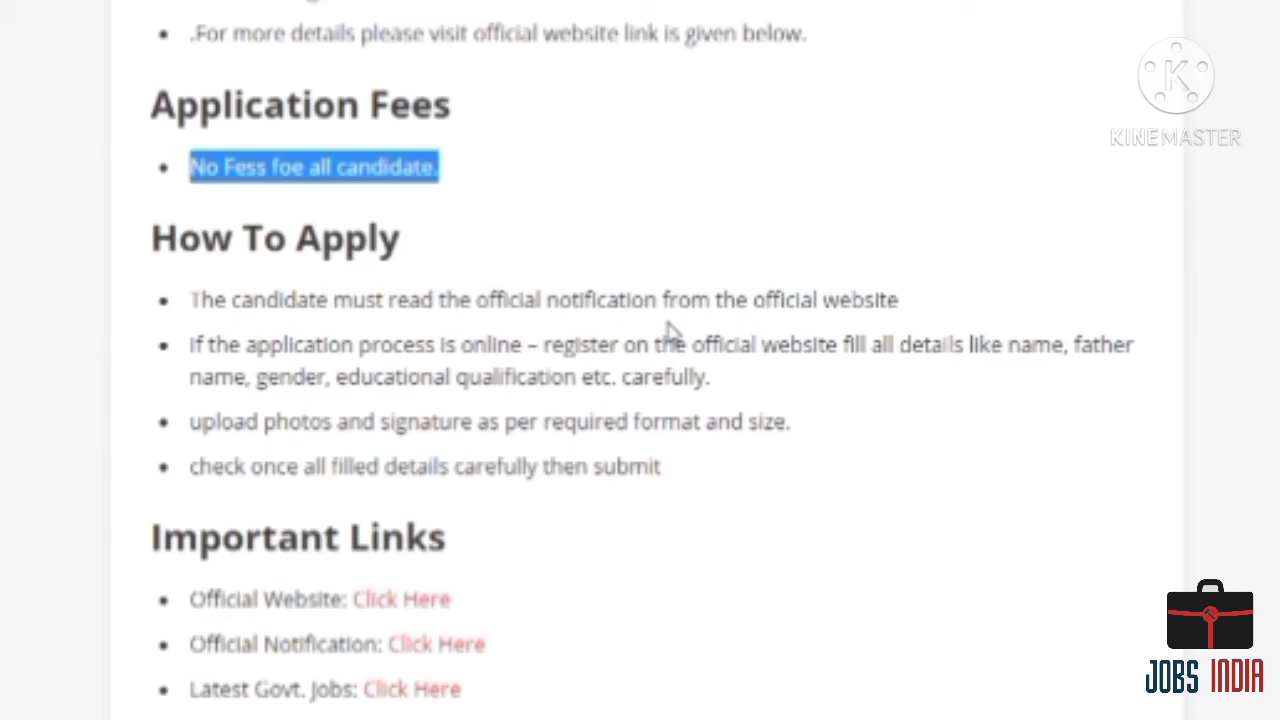 .For more details please visit official website link is given below.
Application Fees
No Fess foe all candidate.
How To Apply
The candidate must read the official notification from the official website
if the application process is online – register on the official website fill all details like name, father
name, gender, educational qualification etc. carefully.
upload photos and signature as per required format and size.
check once all filled details carefully then submit
Important Links
Official Website: Click Here
Official Notification: Click Here
Latest Govt. Jobs: Click Here
K
KINEMASTER
JOBS INDIA